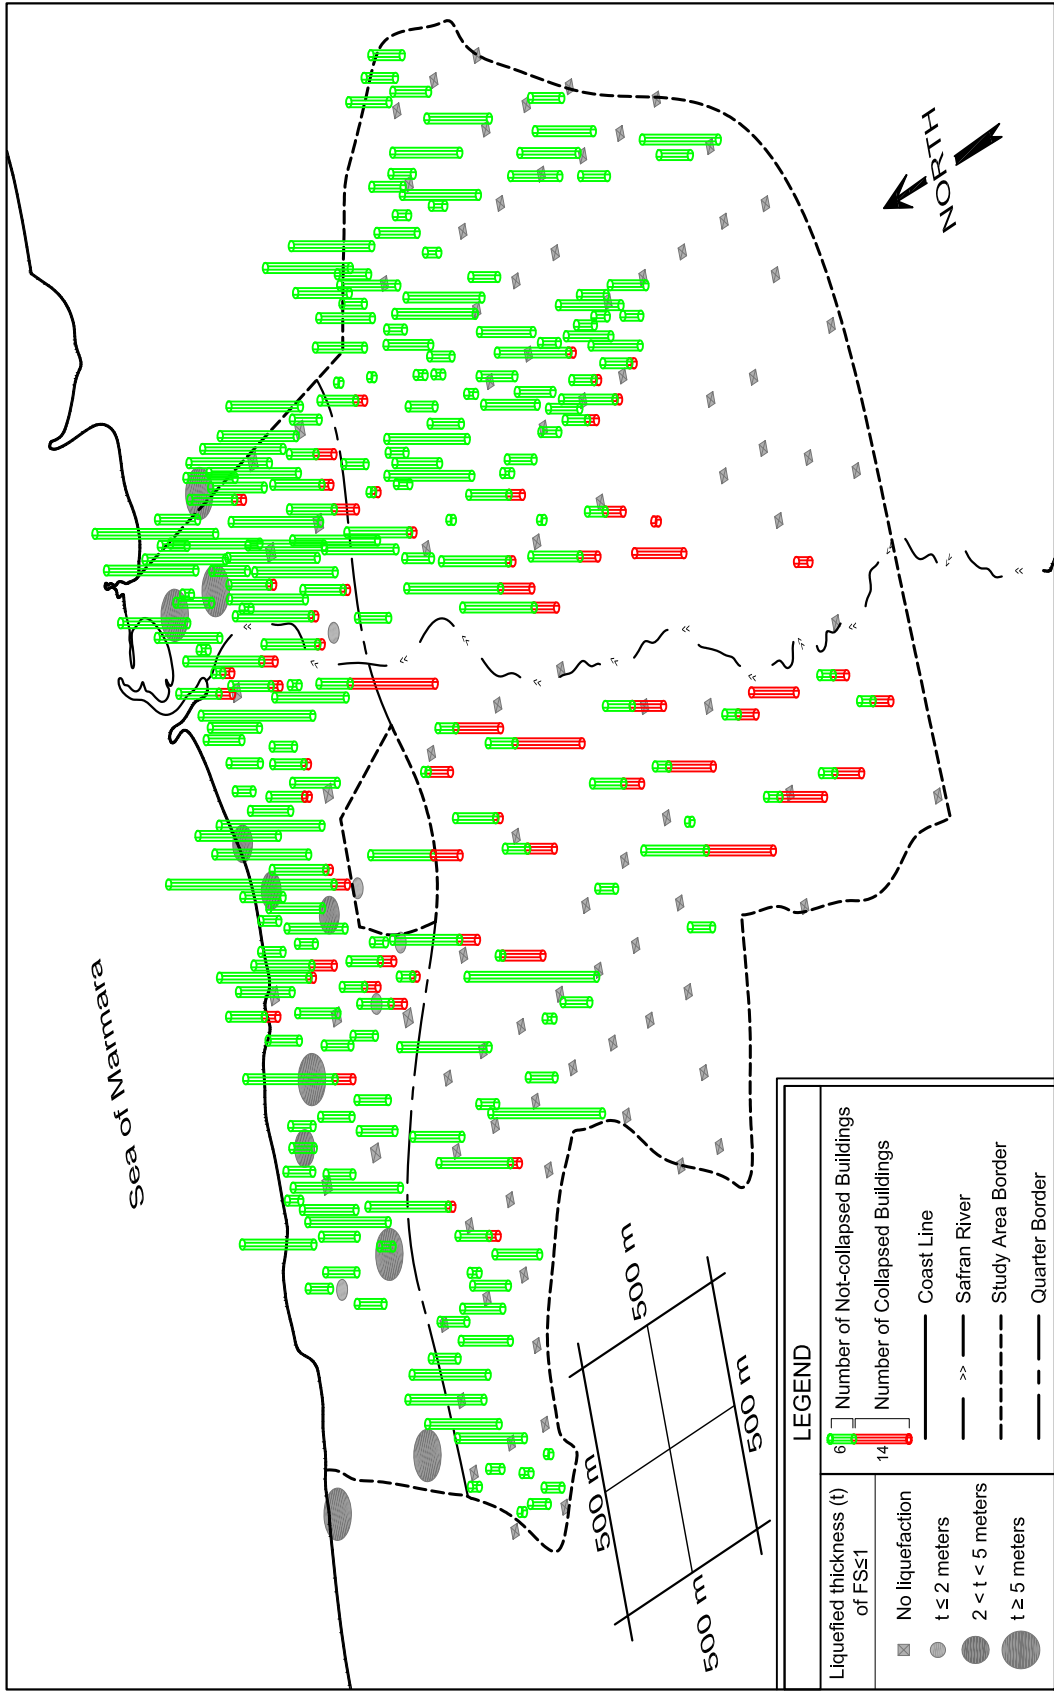 Sea of Marmara
NORTH
500 m
500 m
500 m
500 m
LEGEND
Liquefied thickness (t)
of FS≤1
No liquefaction
t ≤ 2 meters
2 < t < 5 meters
t ≥ 5 meters
6
Number of Not-collapsed Buildings
14
Number of Collapsed Buildings
Coast Line
>>
Safran River
Study Area Border
Quarter Border